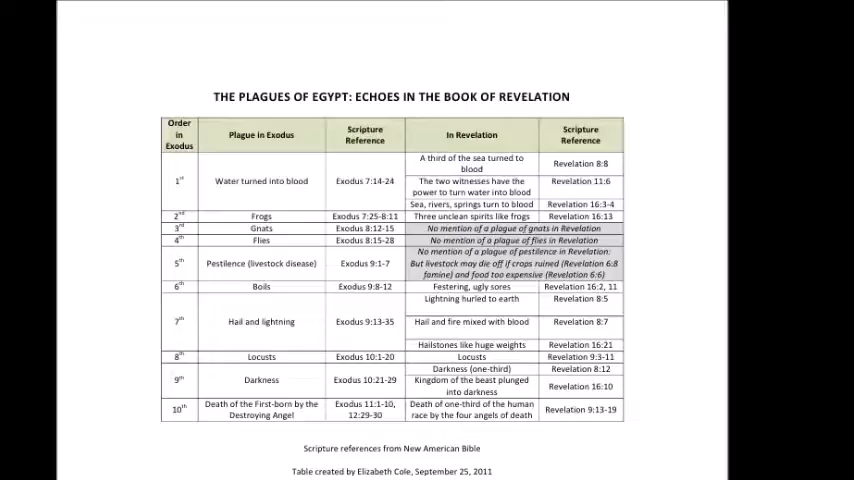 THE PLAGUES OF EGYPT: ECHOES IN THE BOOK OF REVELATION
Order in Exodus | Plague in Exodus | Scripture Reference | In Revelation | Scripture Reference
1st | Water turned into blood | Exodus 7:14-24 | A third of the sea turned to blood | Revelation 8:8
The two witnesses have the power to turn water into blood | Revelation 11:6
Sea, rivers, springs turn to blood | Revelation 16:3-4
2nd | Frogs | Exodus 7:25-8:11 | Three unclean spirits like frogs | Revelation 16:13
3rd | Gnats | Exodus 8:12-15 | No mention of a plague of gnats in Revelation
4th | Flies | Exodus 8:15-28 | No mention of a plague of flies in Revelation
5th | Pestilence (livestock disease) | Exodus 9:1-7 | No mention of a plague of pestilence in Revelation: But livestock may die off if crops ruined (Revelation 6:8 famine) and food too expensive (Revelation 6:6)
6th | Boils | Exodus 9:8-12 | Festering, ugly sores | Revelation 16:2, 11
7th | Hail and lightning | Exodus 9:13-35 | Lightning hurled to earth | Revelation 8:5
Hail and fire mixed with blood | Revelation 8:7
Hailstones like huge weights | Revelation 16:21
8th | Locusts | Exodus 10:1-20 | Locusts | Revelation 9:3-11
9th | Darkness | Exodus 10:21-29 | Darkness (one-third) | Revelation 8:12
Kingdom of the beast plunged into darkness | Revelation 16:10
10th | Death of the First-born by the Destroying Angel | Exodus 11:1-10, 12:29-30 | Death of one-third of the human race by the four angels of death | Revelation 9:13-19
Scripture references from New American Bible
Table created by Elizabeth Cole, September 25, 2011